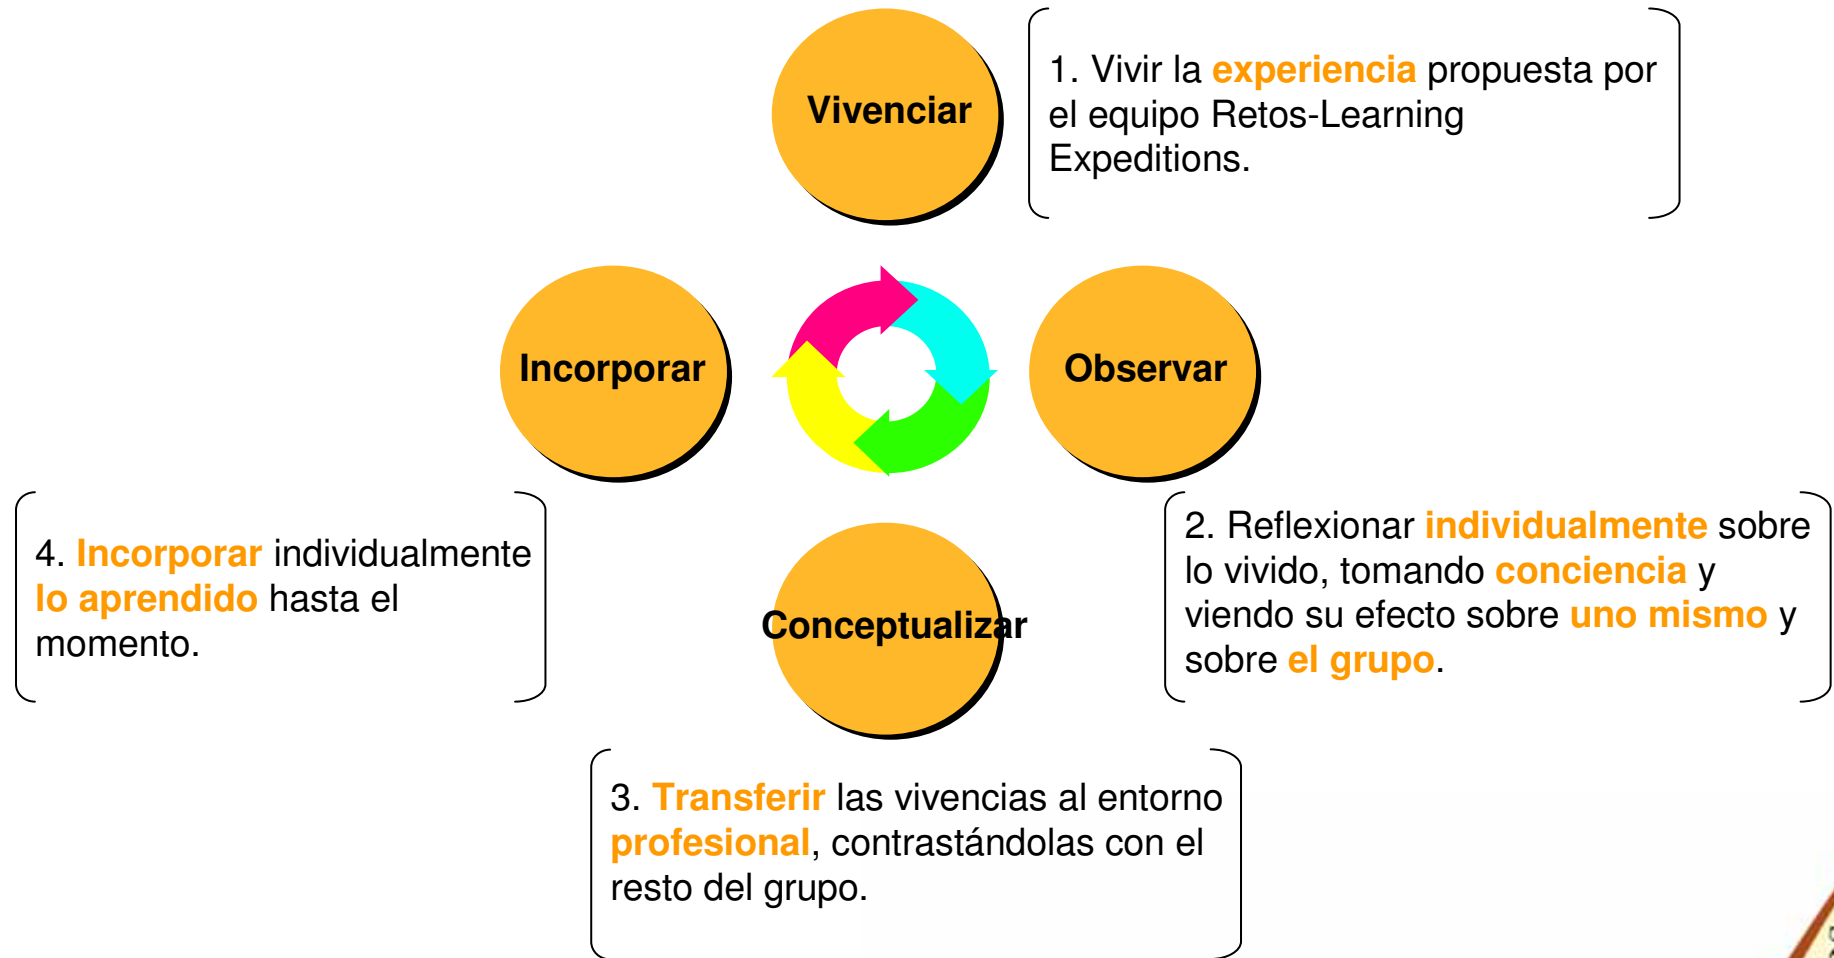 Vivenciar
1. Vivir la experiencia propuesta por
el equipo Retos-Learning
Expeditions.
Incorporar
Observar
4. Incorporar individualmente
lo aprendido hasta el
momento.
Conceptualizar
2. Reflexionar individualmente sobre
lo vivido, tomando conciencia y
viendo su efecto sobre uno mismo y
sobre el grupo.
3. Transferir las vivencias al entorno
profesional, contrastándolas con el
resto del grupo.